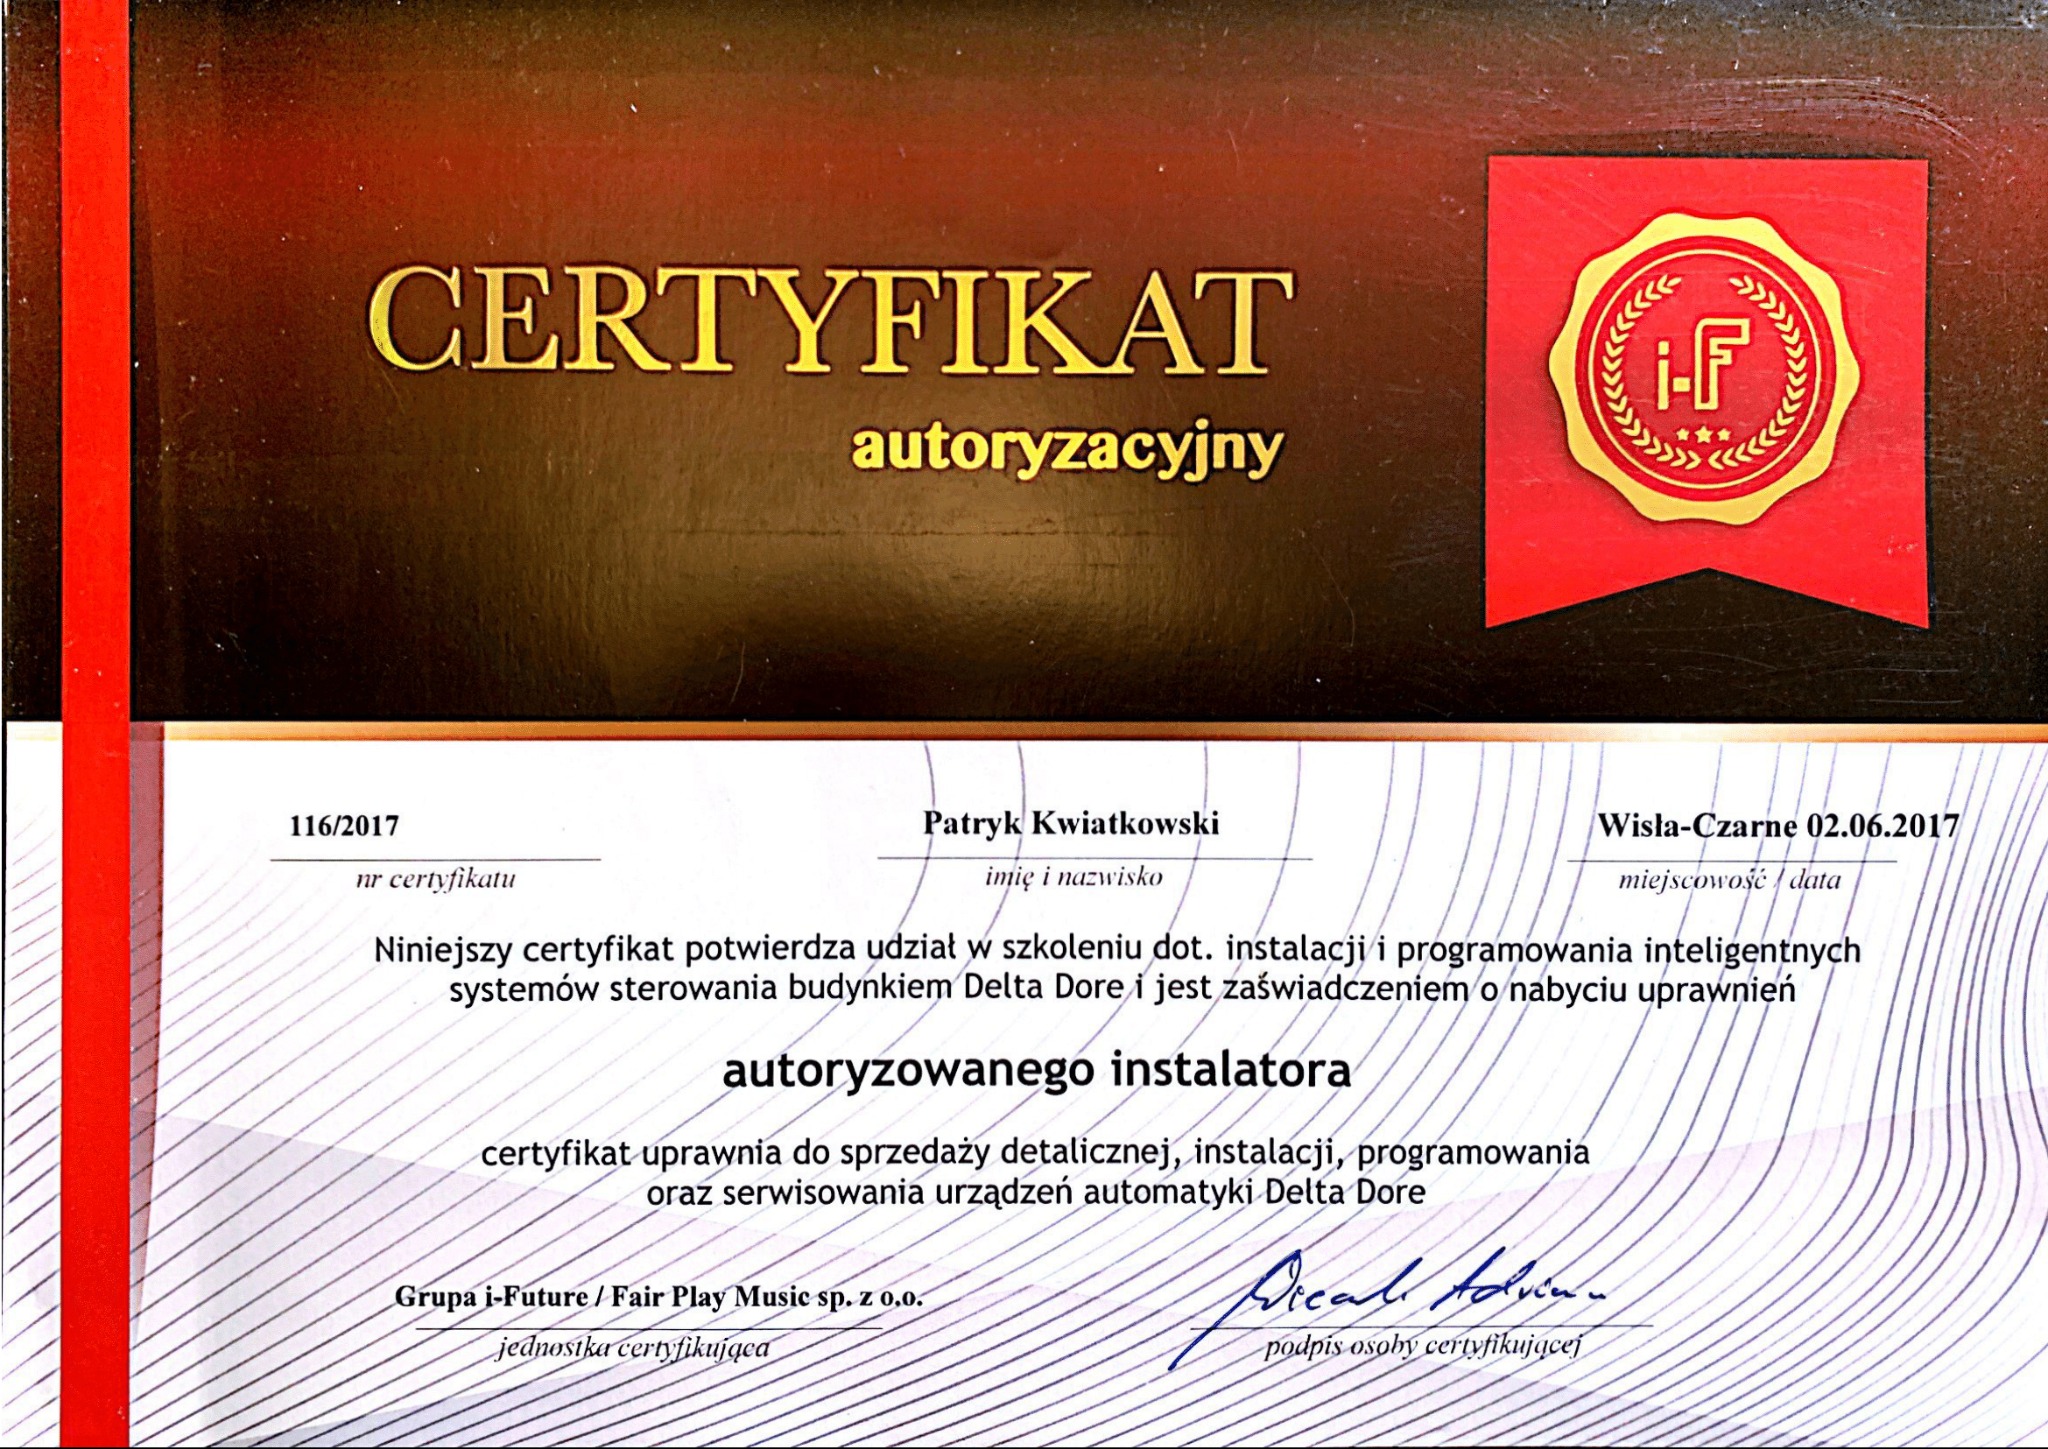 CERTYFIKAT
autoryzacyjny
i-F
116/2017
nr certyfikatu
Patryk Kwiatkowski
imię i nazwisko
Wisła-Czarne 02.06.2017
miejscowość / data
Niniejszy certyfikat potwierdza udział w szkoleniu dot. instalacji i programowania inteligentnych
systemów sterowania budynkiem Delta Dore i jest zaświadczeniem o nabyciu uprawnień
autoryzowanego instalatora
certyfikat uprawnia do sprzedaży detalicznej, instalacji, programowania
oraz serwisowania urządzeń automatyki Delta Dore
Grupa i-Future / Fair Play Music sp. z o.o.
jednostka certyfikująca
podpis osoby certyfikującej